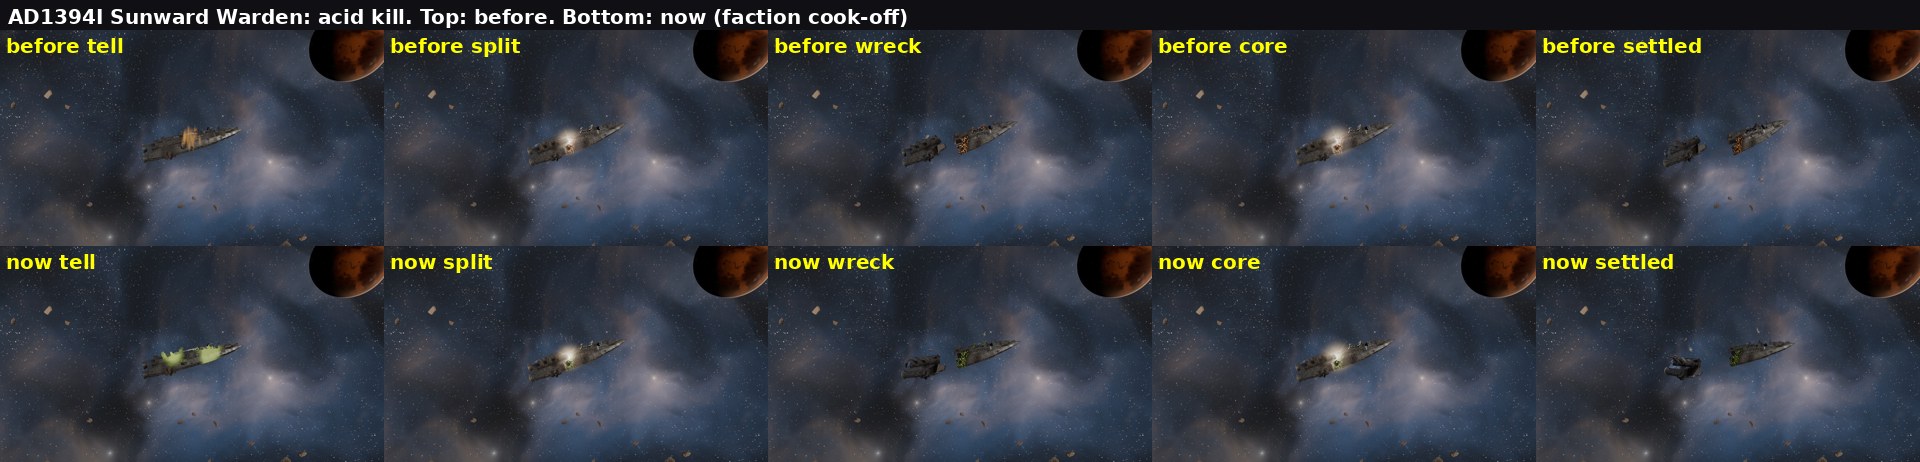 AD1394I Sunward Warden: acid kill. Top: before. Bottom: now (faction cook-off)
before tell
before split
before wreck
before core
before settled
now tell
now split
now wreck
now core
now settled